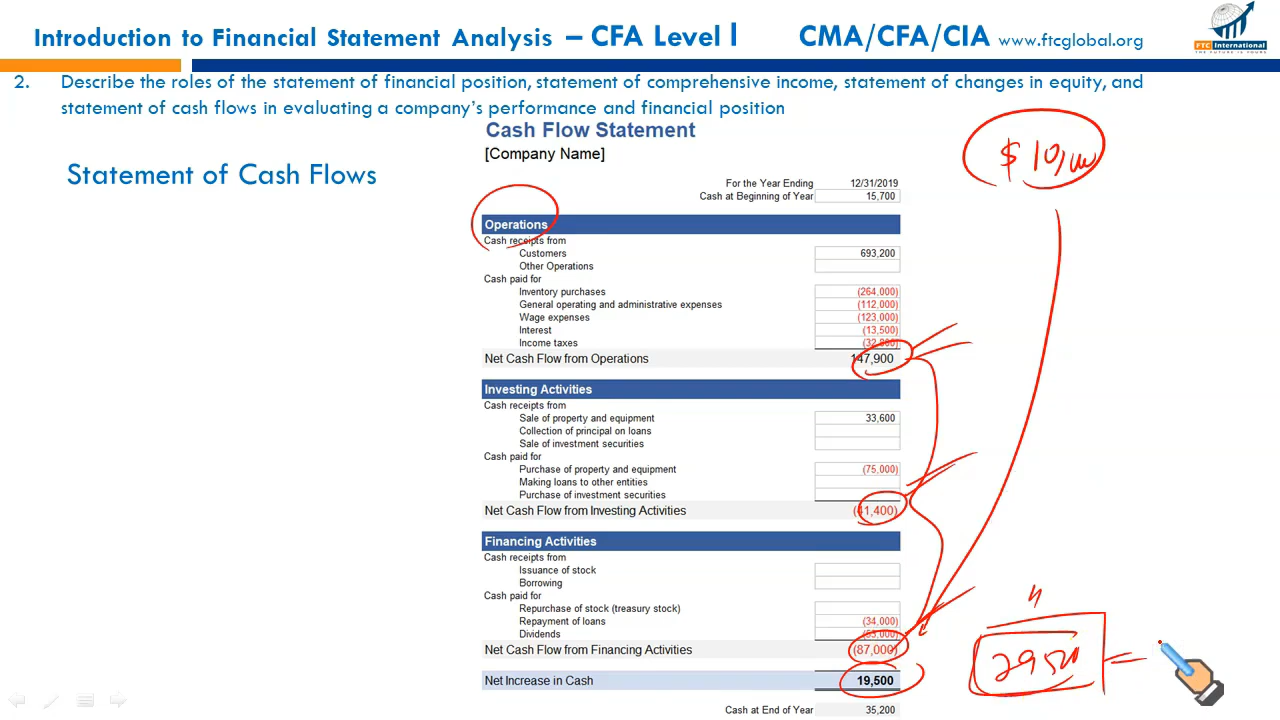 Introduction to Financial Statement Analysis – CFA Level I CMA/CFA/CIA www.ftcglobal.org
FTC International
2. Describe the roles of the statement of financial position, statement of comprehensive income, statement of changes in equity, and
statement of cash flows in evaluating a company's performance and financial position
Statement of Cash Flows
Cash Flow Statement
[Company Name]
For the Year Ending 12/31/2019
Cash at Beginning of Year 15,700
Operations
Cash receipts from
Customers 693,200
Other Operations
Cash paid for
Inventory purchases (264,000)
General operating and administrative expenses (112,000)
Wage expenses (123,000)
Interest (13,500)
Income taxes
Net Cash Flow from Operations 147,900
Investing Activities
Cash receipts from
Sale of property and equipment 33,600
Collection of principal on loans
Sale of investment securities
Cash paid for
Purchase of property and equipment (75,000)
Making loans to other entities
Purchase of investment securities
Net Cash Flow from Investing Activities (41,400)
Financing Activities
Cash receipts from
Issuance of stock
Borrowing
Cash paid for
Repurchase of stock (treasury stock)
Repayment of loans (34,000)
Dividends
Net Cash Flow from Financing Activities (87,000)
Net Increase in Cash 19,500
Cash at End of Year 35,200